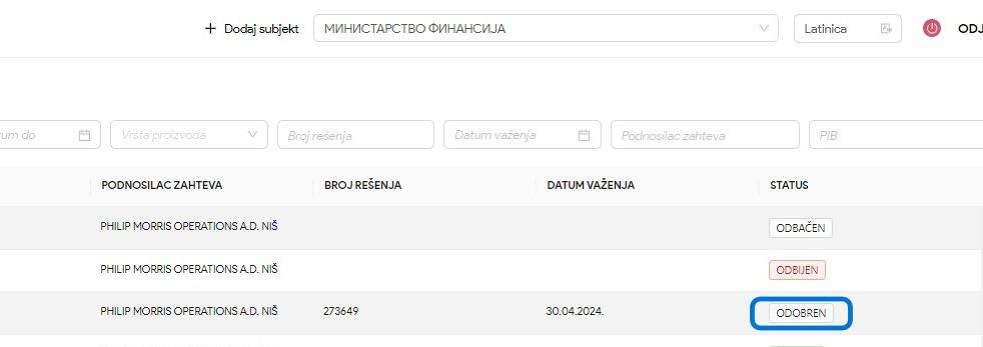 + Dodaj subjekt МИНИСТАРСТВО ФИНАНСИЈА Latinica ODJ
um do Vrsta proizvoda Broj rešenja Datum važenja Podnosilac zahteva PIB
PODNOSILAC ZAHTEVA BROJ REŠENJA DATUM VAŽENJA STATUS
PHILIP MORRIS OPERATIONS A.D. NIŠ ODBAČEN
PHILIP MORRIS OPERATIONS A.D. NIŠ ODBIJEN
PHILIP MORRIS OPERATIONS A.D. NIŠ 273649 30.04.2024. ODOBREN